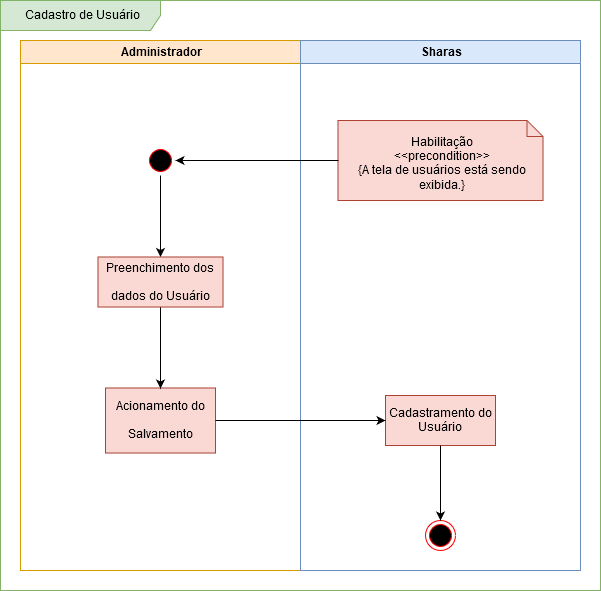 Cadastro de Usuário
Administrador
Sharas
Habilitação
<<precondition>>
{A tela de usuários está sendo
exibida.}
Preenchimento dos
dados do Usuário
Acionamento do
Salvamento
Cadastramento do
Usuário